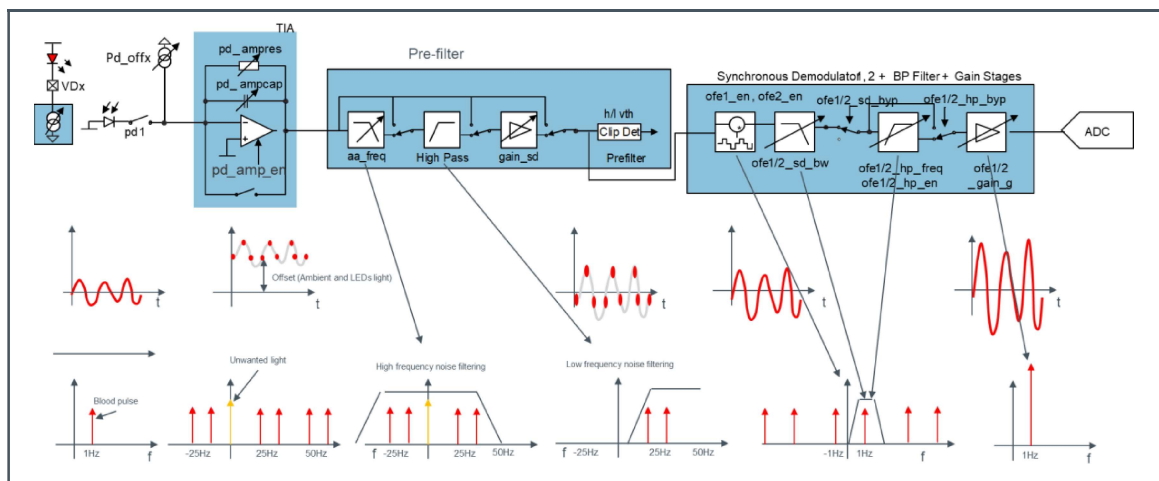 TIA
Pd_offx
pd_ampres
pd_ampcap
VDx
pd1
pd_amp_en
Pre-filter
aa_freq
High Pass
gain_sd
h/l vth
Clip Det
Prefilter
Synchronous Demodulator, 2 + BP Filter + Gain Stages
ofe1_en, ofe2_en
ofe1/2_sd_byp
ofe1/2_hp_byp
ofe1/2_sd_bw
ofe1/2_hp_freq
ofe1/2_hp_en
ofe1/2
_gain_g
ADC
t
Offset (Ambient and LEDs light)
t
t
t
t
Blood pulse
1Hz
f
Unwanted light
-25Hz
25Hz
50Hz
High frequency noise filtering
f
-25Hz
25Hz
50Hz
Low frequency noise filtering
f
-25Hz
25Hz
-1Hz
1Hz
f
1Hz
f